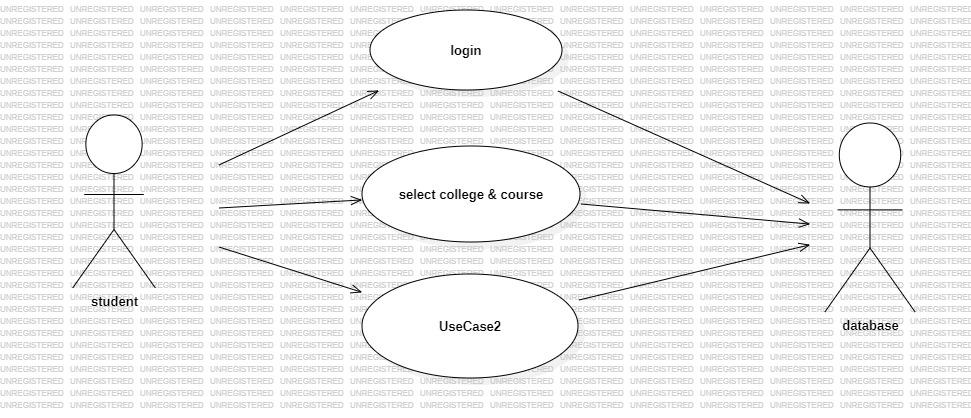 login
select college & course
UseCase2
student
database
UNREGISTERED UNREGISTERED UNREGISTERED UNREGISTERED UNREGISTERED UNREGISTERED UNREGISTERED UNREGISTERED UNREGISTERED UNREGISTERED UNREGISTERED UNREGISTERED UNREGISTERED UNREGISTERED